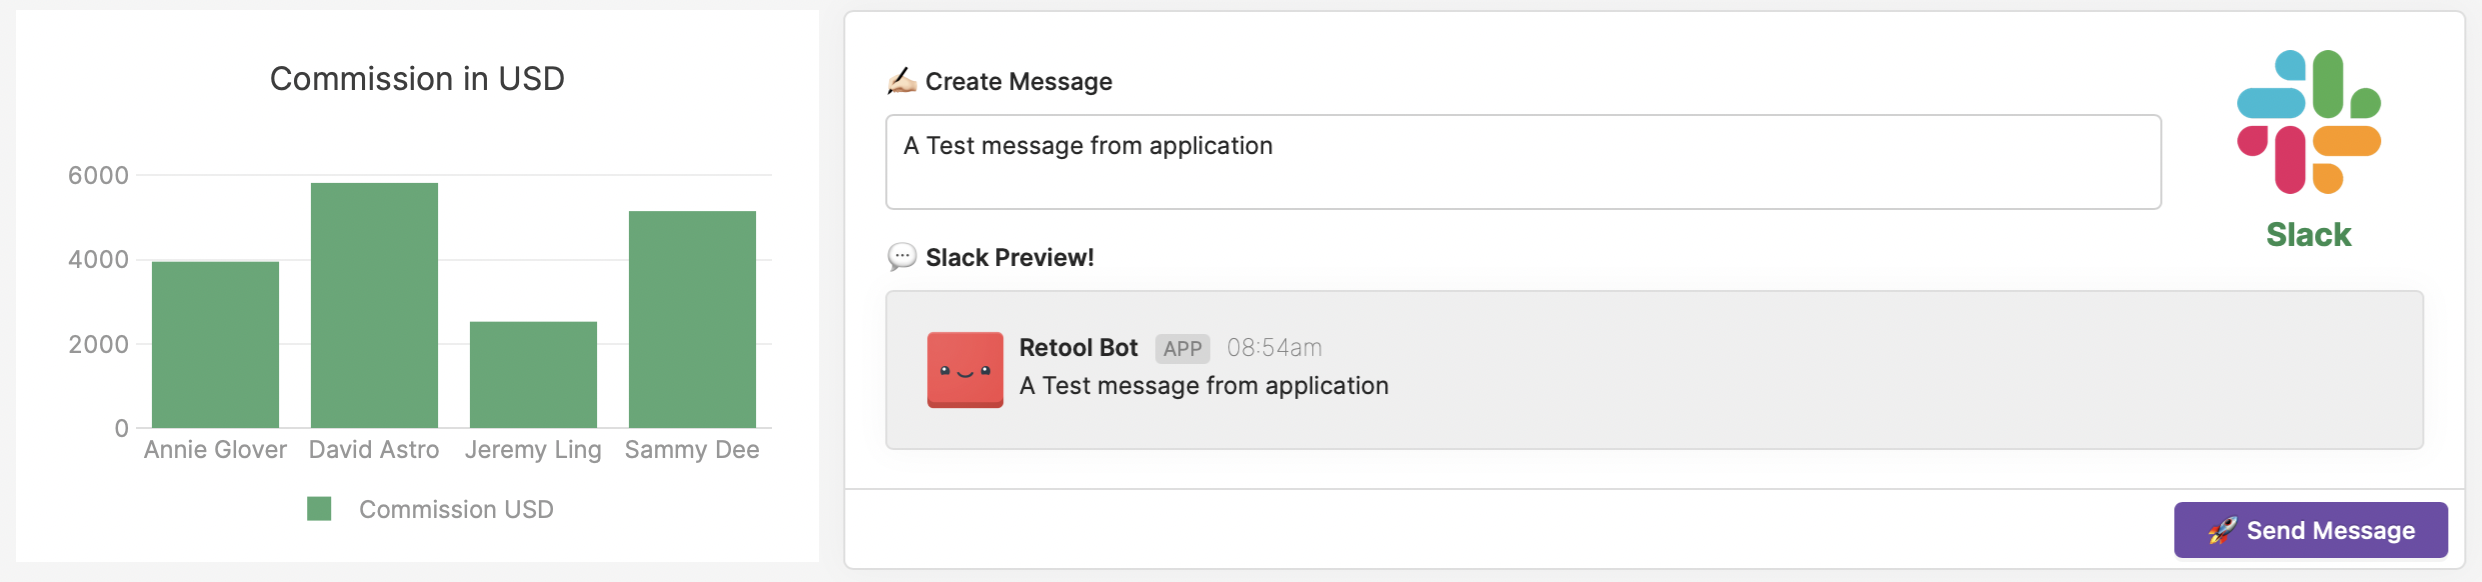 Commission in USD
6000
4000
2000
0
Annie Glover David Astro Jeremy Ling Sammy Dee
Commission USD
✍🏻 Create Message
A Test message from application
Slack
💬 Slack Preview!
Retool Bot APP 08:54am
A Test message from application
🚀 Send Message